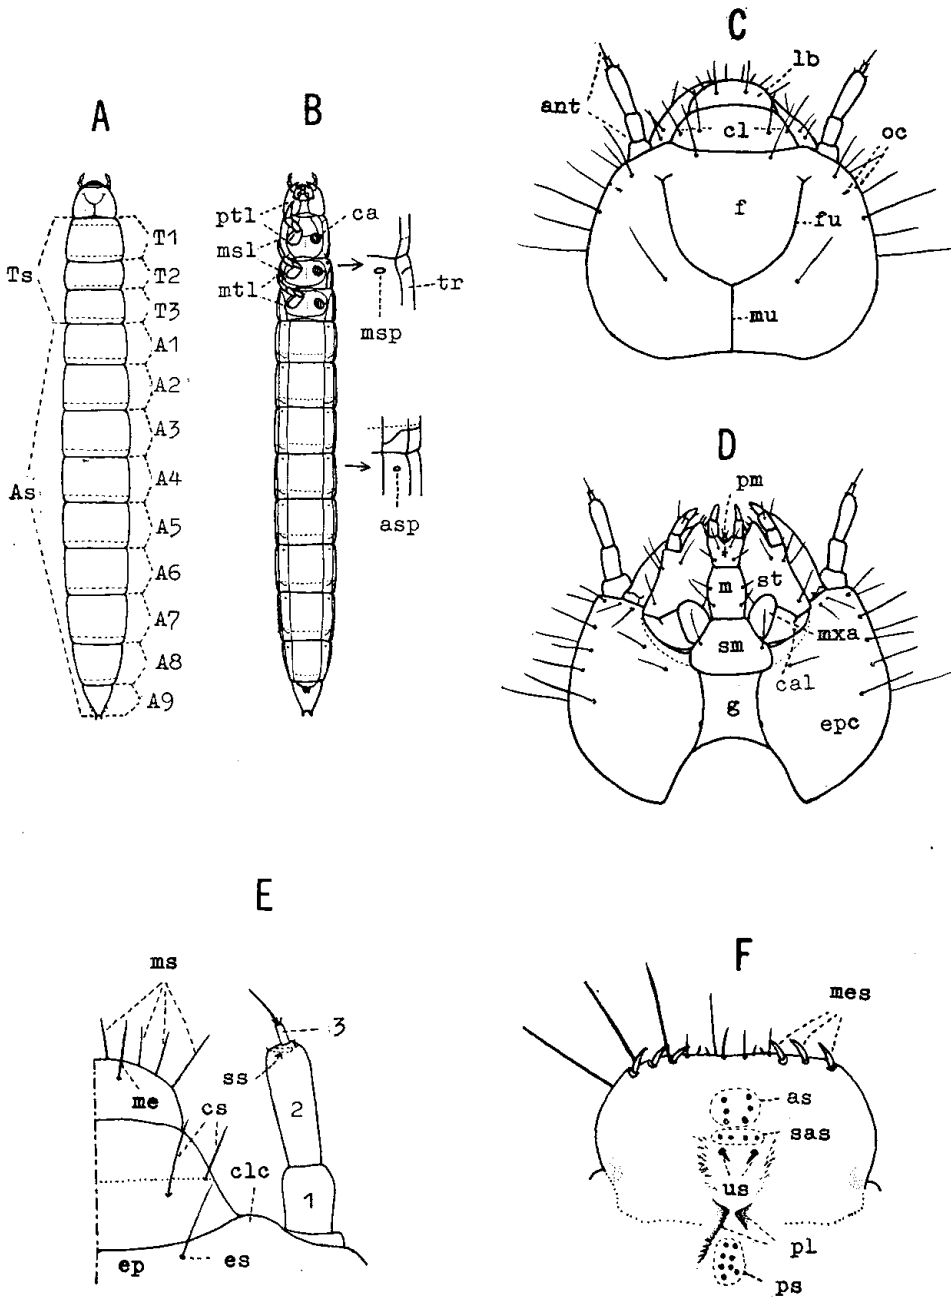 A
B
C
D
E
F
Ts
As
T1
T2
T3
A1
A2
A3
A4
A5
A6
A7
A8
A9
ptl
msl
mtl
ca
tr
msp
asp
ant
lb
cl
oc
f
fu
mu
pm
m
st
sm
mxa
cal
g
epc
ms
me
cs
ss
3
2
clc
1
ep
es
mes
as
sas
us
pl
ps